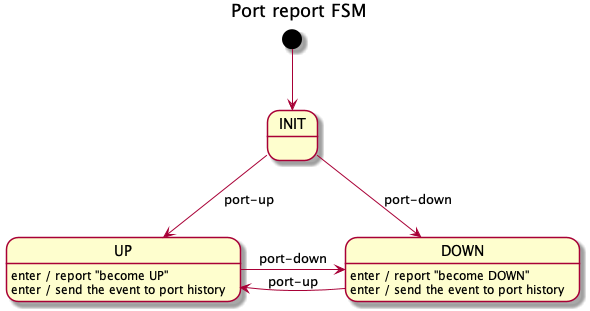 Port report FSM
INIT
port-up
port-down
UP
enter / report "become UP"
enter / send the event to port history
port-down
port-up
DOWN
enter / report "become DOWN"
enter / send the event to port history